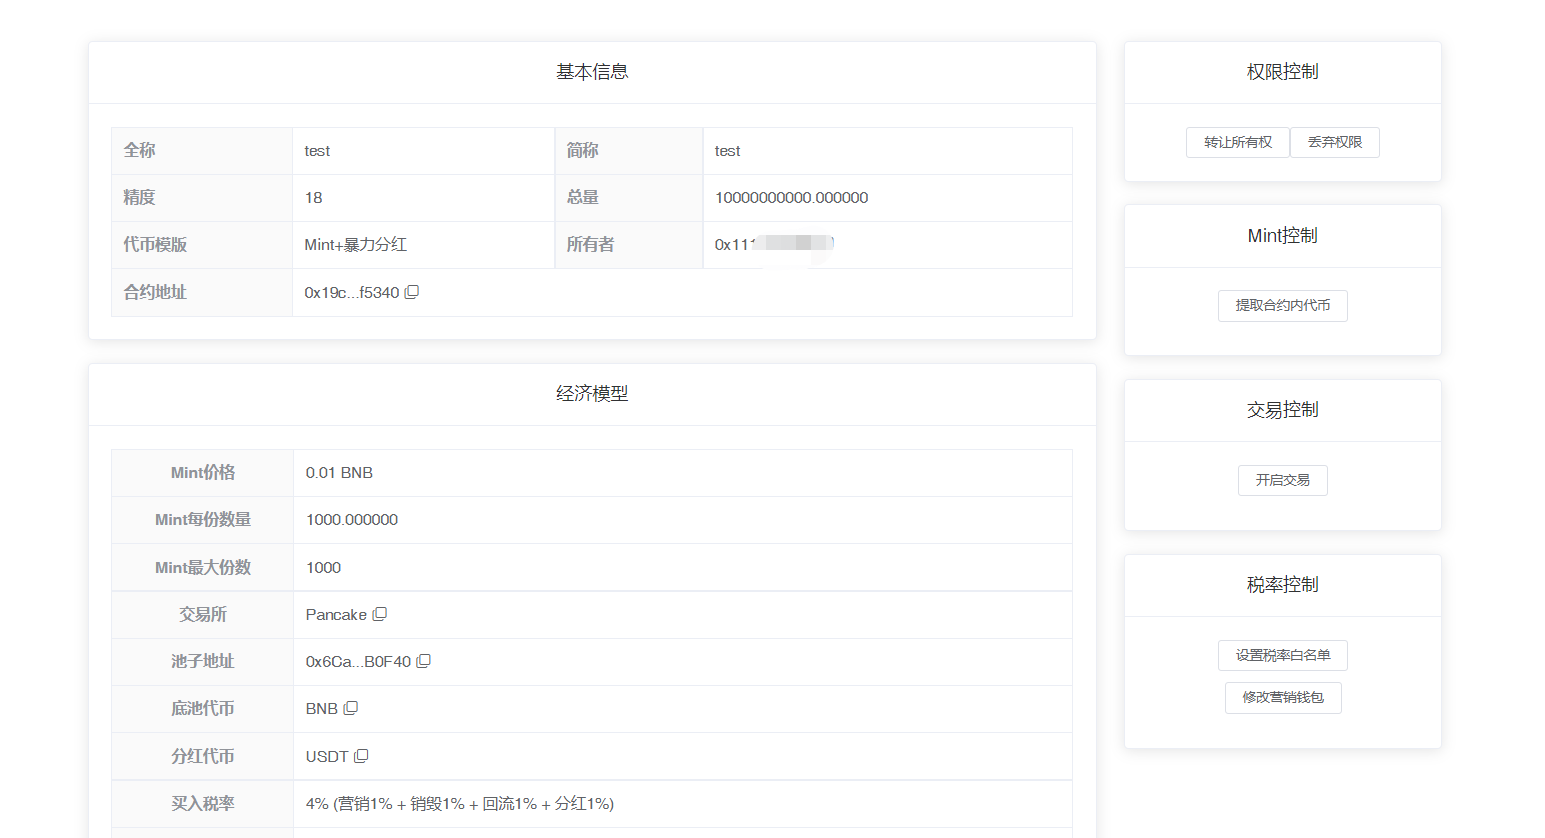 基本信息
全称 test 简称 test
精度 18 总量 10000000000.000000
代币模版 Mint+暴力分红 所有者 0x111
合约地址 0x19c...f5340
经济模型
Mint价格 0.01 BNB
Mint每份数量 1000.000000
Mint最大份数 1000
交易所 Pancake
池子地址 0x6Ca...B0F40
底池代币 BNB
分红代币 USDT
买入税率 4% (营销1% + 销毁1% + 回流1% + 分红1%)
权限控制
转让所有权 丢弃权限
Mint控制
提取合约内代币
交易控制
开启交易
税率控制
设置税率白名单
修改营销钱包